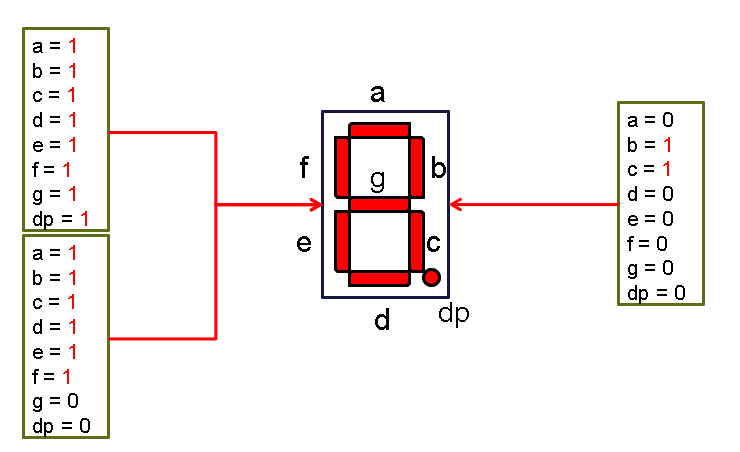 a = 1
b = 1
c = 1
d = 1
e = 1
f = 1
g = 1
dp = 1
a = 1
b = 1
c = 1
d = 1
e = 1
f = 1
g = 0
dp = 0
a
f
g
b
e
c
d
dp
a = 0
b = 1
c = 1
d = 0
e = 0
f = 0
g = 0
dp = 0